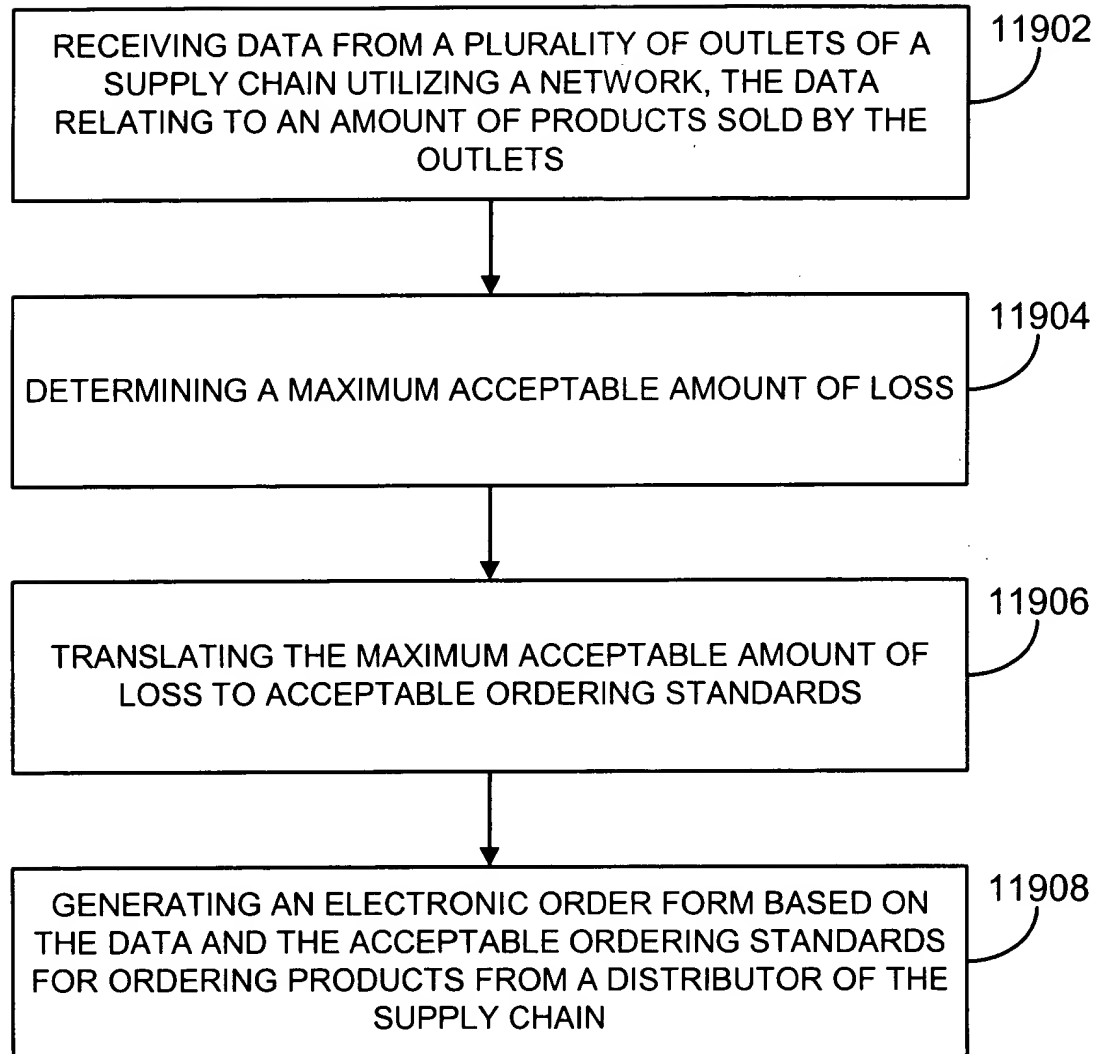 RECEIVING DATA FROM A PLURALITY OF OUTLETS OF A
SUPPLY CHAIN UTILIZING A NETWORK, THE DATA
RELATING TO AN AMOUNT OF PRODUCTS SOLD BY THE
OUTLETS
11902
DETERMINING A MAXIMUM ACCEPTABLE AMOUNT OF LOSS
11904
TRANSLATING THE MAXIMUM ACCEPTABLE AMOUNT OF
LOSS TO ACCEPTABLE ORDERING STANDARDS
11906
GENERATING AN ELECTRONIC ORDER FORM BASED ON
THE DATA AND THE ACCEPTABLE ORDERING STANDARDS
FOR ORDERING PRODUCTS FROM A DISTRIBUTOR OF THE
SUPPLY CHAIN
11908